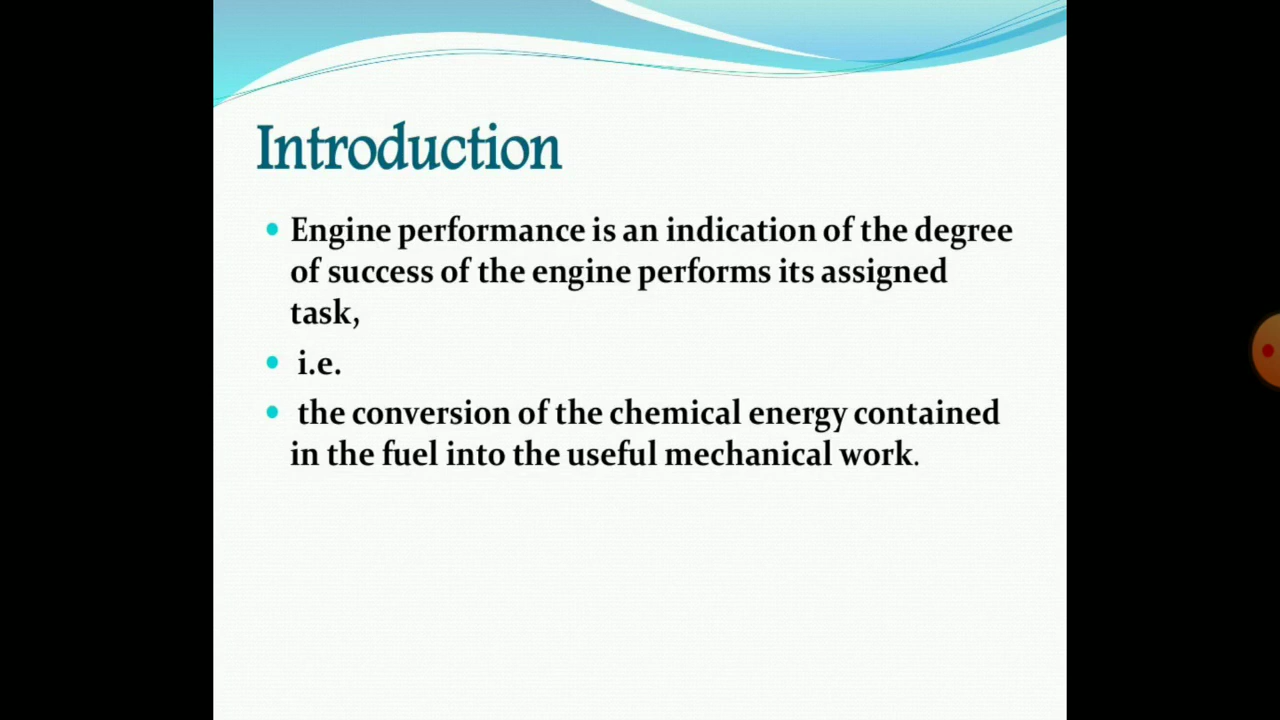 Introduction
Engine performance is an indication of the degree
of success of the engine performs its assigned
task,
i.e.
the conversion of the chemical energy contained
in the fuel into the useful mechanical work.